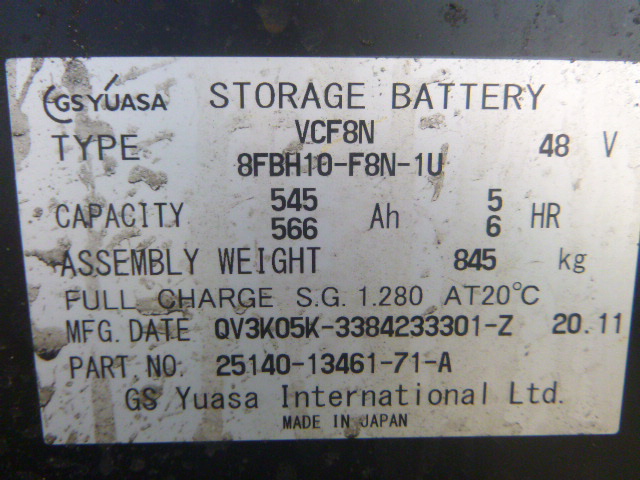 GS YUASA STORAGE BATTERY
TYPE VCF8N 48 V
8FBH10-F8N-1U
CAPACITY 545 Ah 5 HR
566 6
ASSEMBLY WEIGHT 845 kg
FULL CHARGE S.G. 1.280 AT20℃
MFG. DATE QV3K05K-3384233301-Z 20.11
PART NO. 25140-13461-71-A
GS Yuasa International Ltd.
MADE IN JAPAN